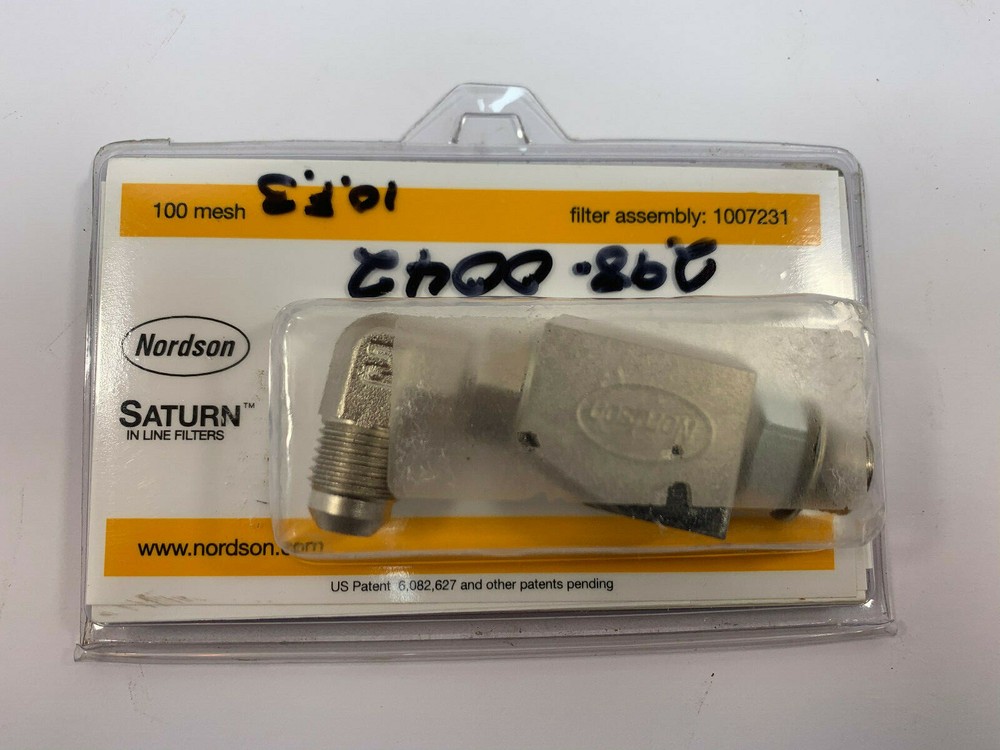 100 mesh
10.F.3
filter assembly: 1007231
298-0042
Nordson
SATURN™
IN LINE FILTERS
NORDSON
www.nordson.com
US Patent 6,082,627 and other patents pending